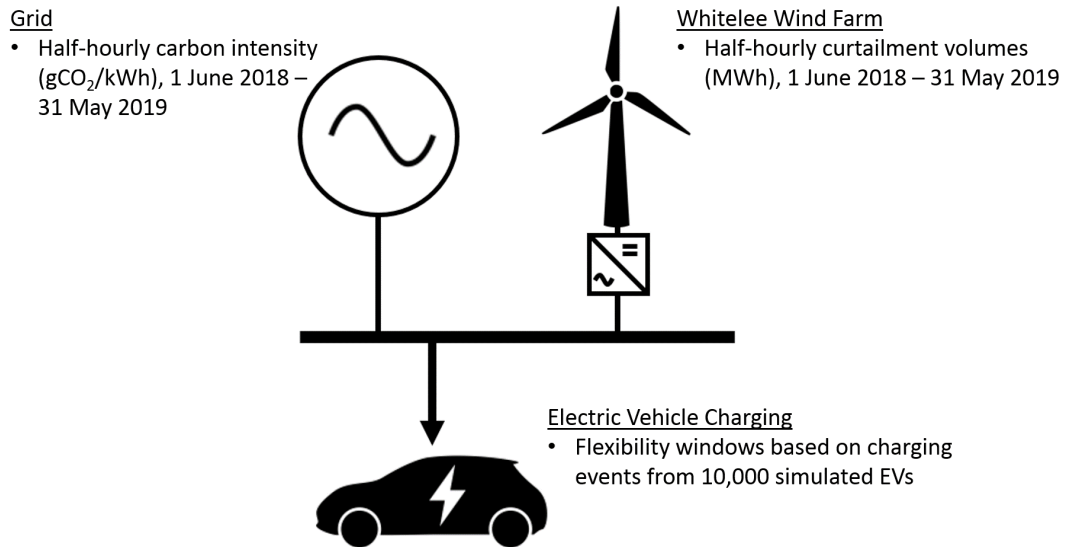 Grid
• Half-hourly carbon intensity
(gCO₂/kWh), 1 June 2018 –
31 May 2019
Whitelee Wind Farm
• Half-hourly curtailment volumes
(MWh), 1 June 2018 – 31 May 2019
Electric Vehicle Charging
• Flexibility windows based on charging
events from 10,000 simulated EVs